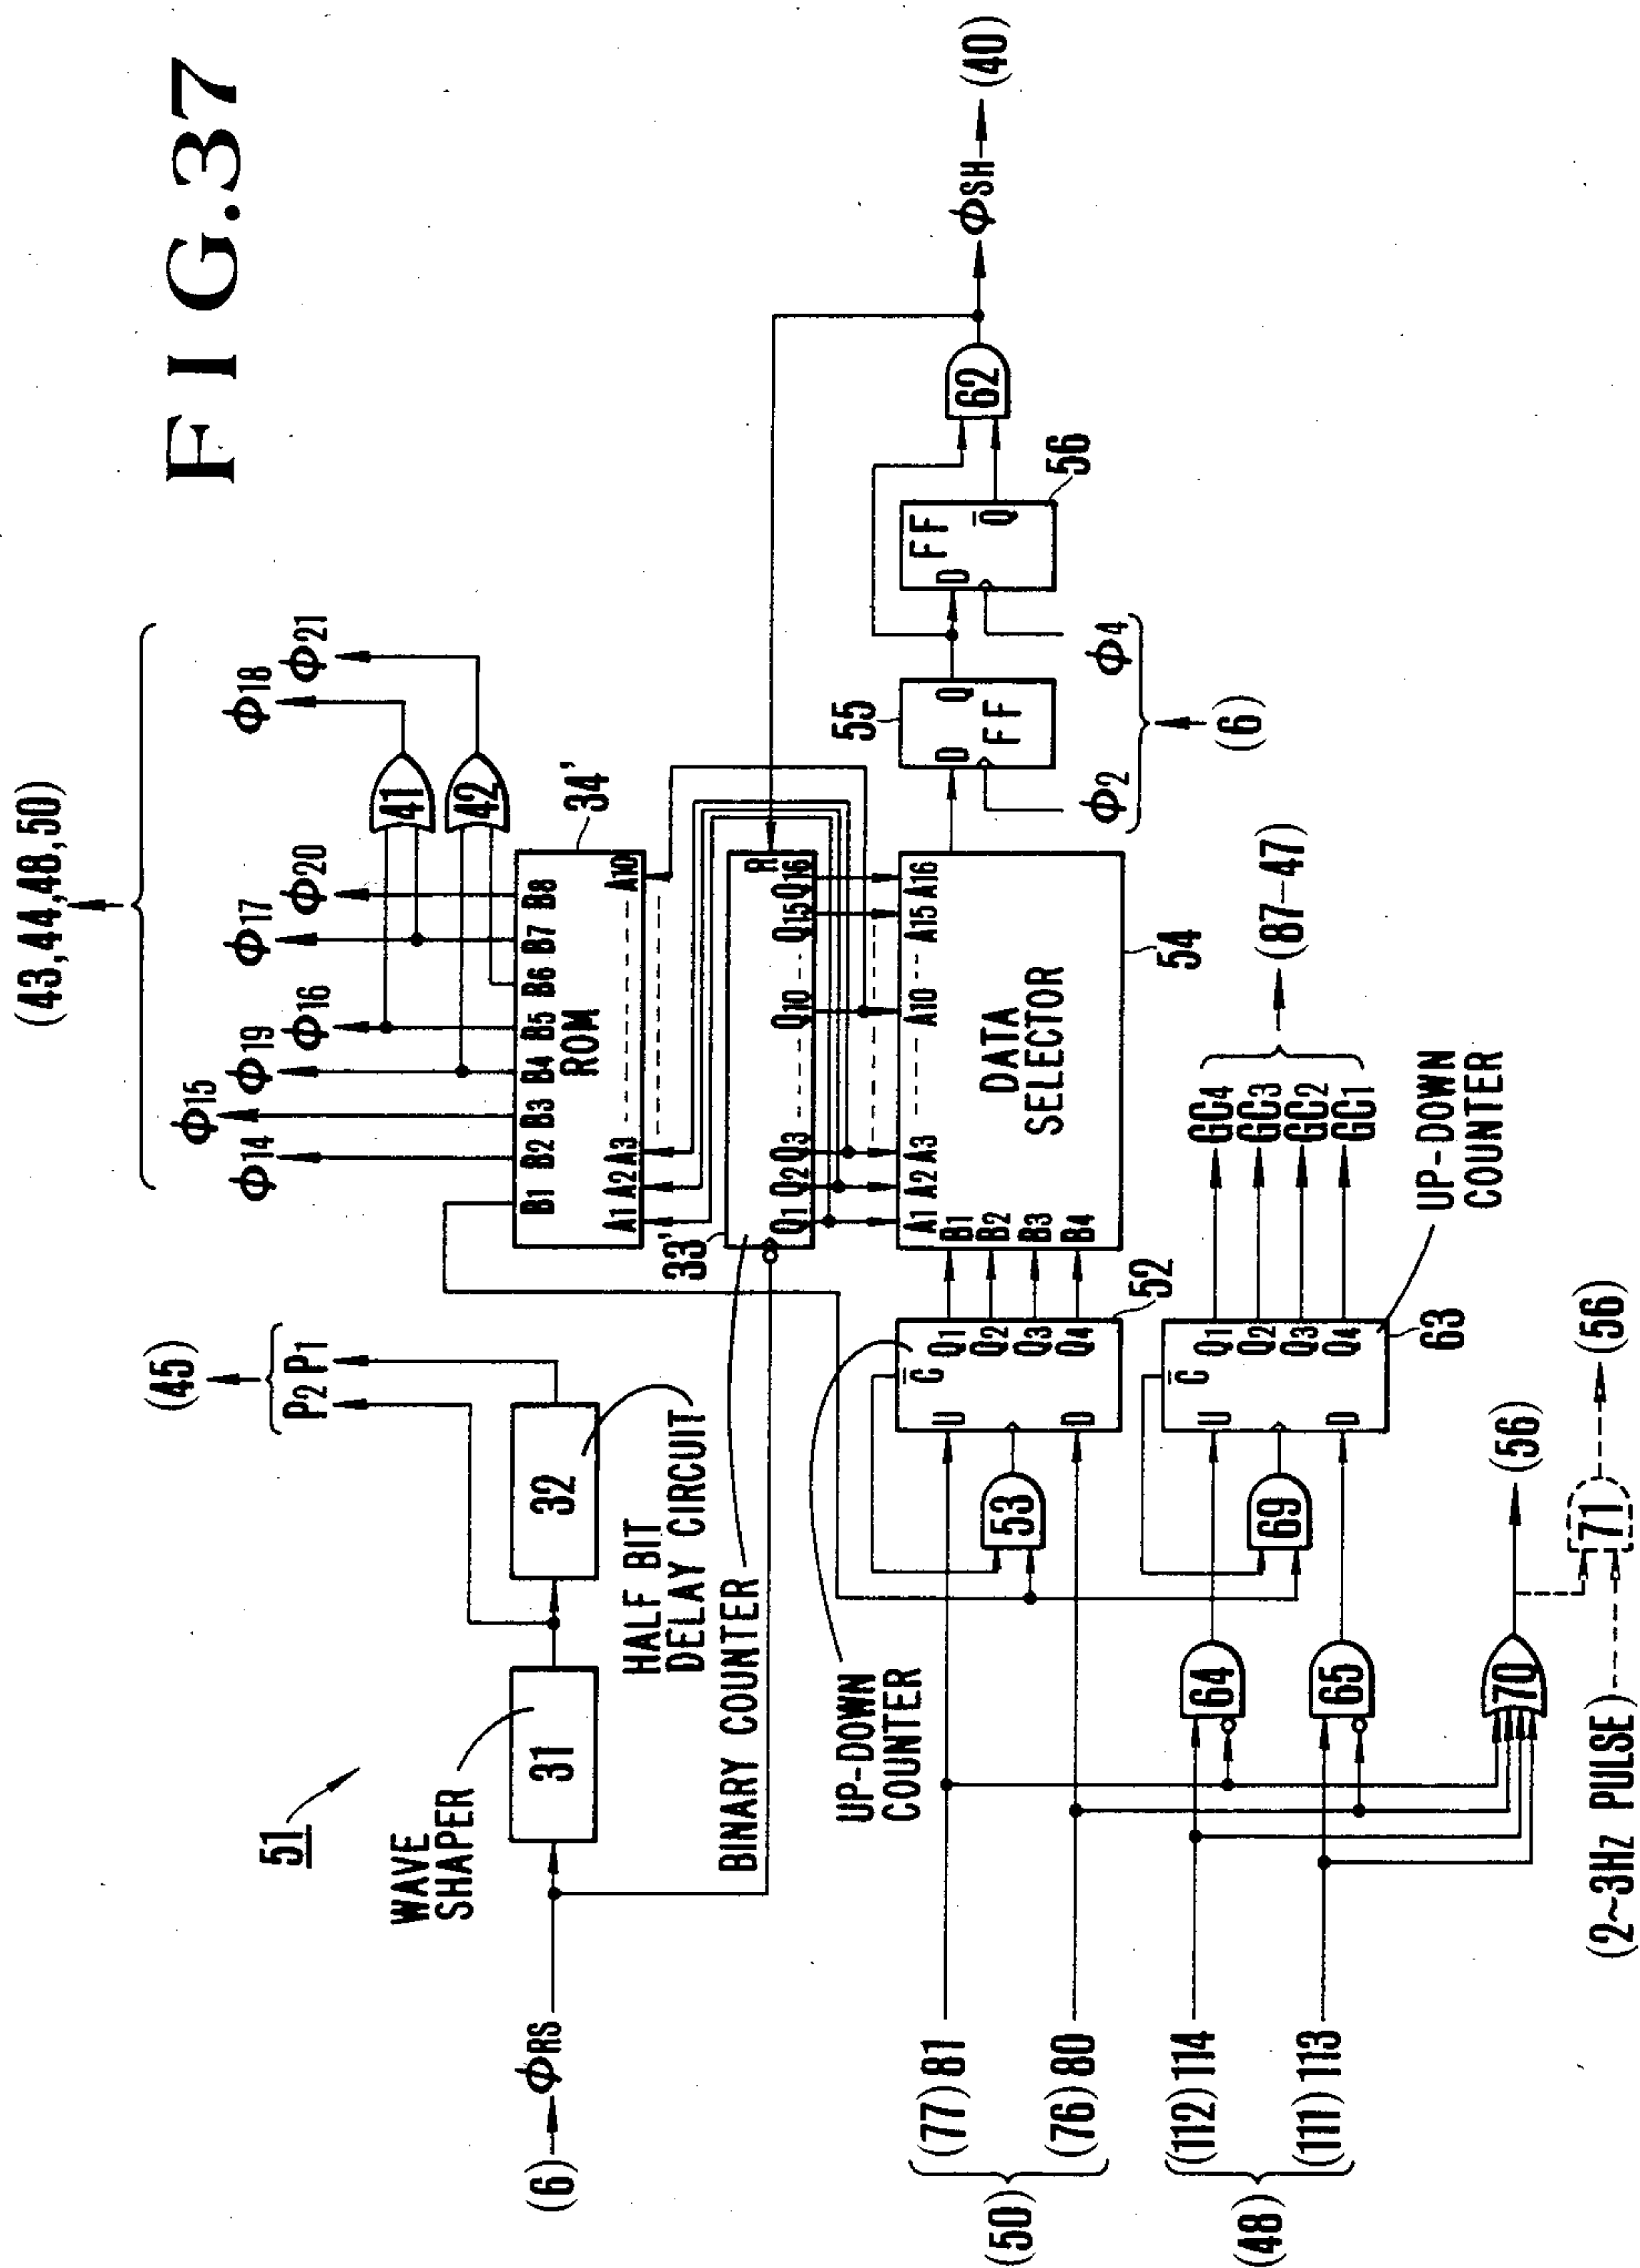 FIG.37
51
(6)
ΦRS
WAVE
SHAPER
31
32
HALF BIT
DELAY CIRCUIT
(45)
P2 P1
(43,44,48,50)
Φ14
Φ15
Φ19
Φ16
Φ17
Φ20
Φ18
Φ21
41
42
B1 B2 B3 B4 B5 B6 B7 B8
ROM
34'
A1 A2 A3 A10
BINARY COUNTER
33'
R
Q1 Q2 Q3 Q10 Q15 Q16
A1 A2 A3 A10 A15 A16
B1
B2
B3
B4
DATA
SELECTOR
54
55
D Q
FF
Φ2
Φ4
(6)
FF
D Q̄
56
62
ΦSH
(40)
UP-DOWN
COUNTER
(77) 81
(76) 80
(50)
53
U C̄ Q1
Q2
Q3
D Q4
52
(112) 114
(111) 113
(48)
64
65
69
U C̄ Q1
Q2
Q3
D Q4
63
UP-DOWN
COUNTER
GC4
GC3
GC2
GC1
(87-47)
70
(56)
(2~3Hz PULSE)
71
(56)